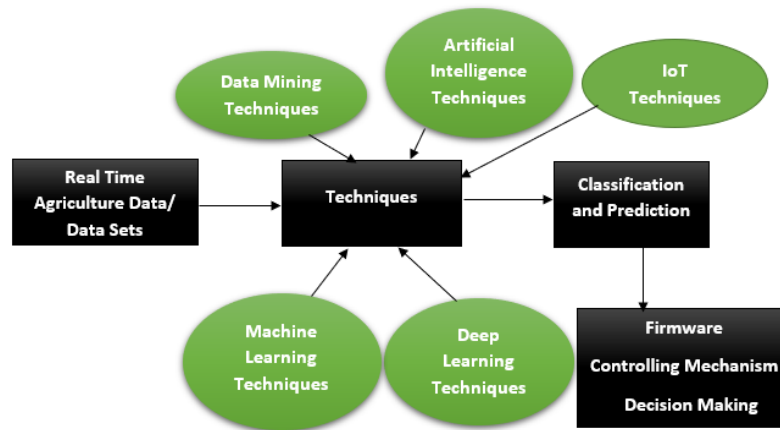 Data Mining
Techniques
Artificial
Intelligence
Techniques
IoT
Techniques
Real Time
Agriculture Data/
Data Sets
Techniques
Classification
and Prediction
Machine
Learning
Techniques
Deep
Learning
Techniques
Firmware
Controlling Mechanism
Decision Making